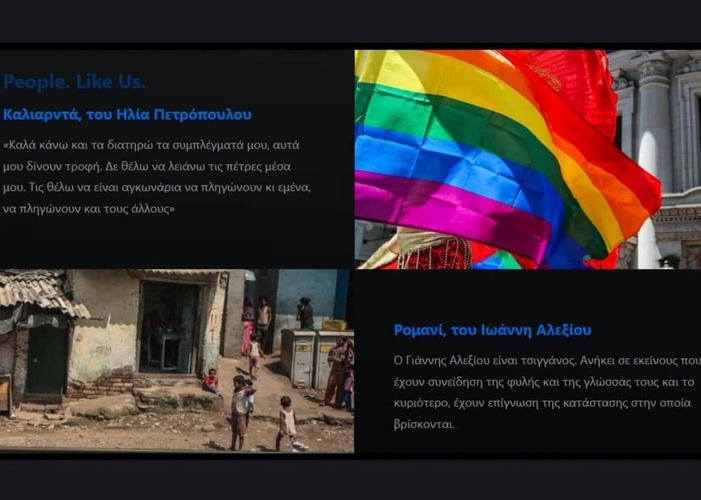 People. Like Us.
Καλιαρντά, του Ηλία Πετρόπουλου
«Καλά κάνω και τα διατηρώ τα συμπλέγματά μου, αυτά
μου δίνουν τροφή. Δε θέλω να λειάνω τις πέτρες μέσα
μου. Τις θέλω να είναι αγκωνάρια να πληγώνουν κι εμένα,
να πληγώνουν και τους άλλους»
Ρομανί, του Ιωάννη Αλεξίου
Ο Γιάννης Αλεξίου είναι τσιγγάνος. Ανήκει σε εκείνους που
έχουν συνείδηση της φυλής και της γλώσσας τους και το
κυριότερο, έχουν επίγνωση της κατάστασης στην οποία
βρίσκονται.